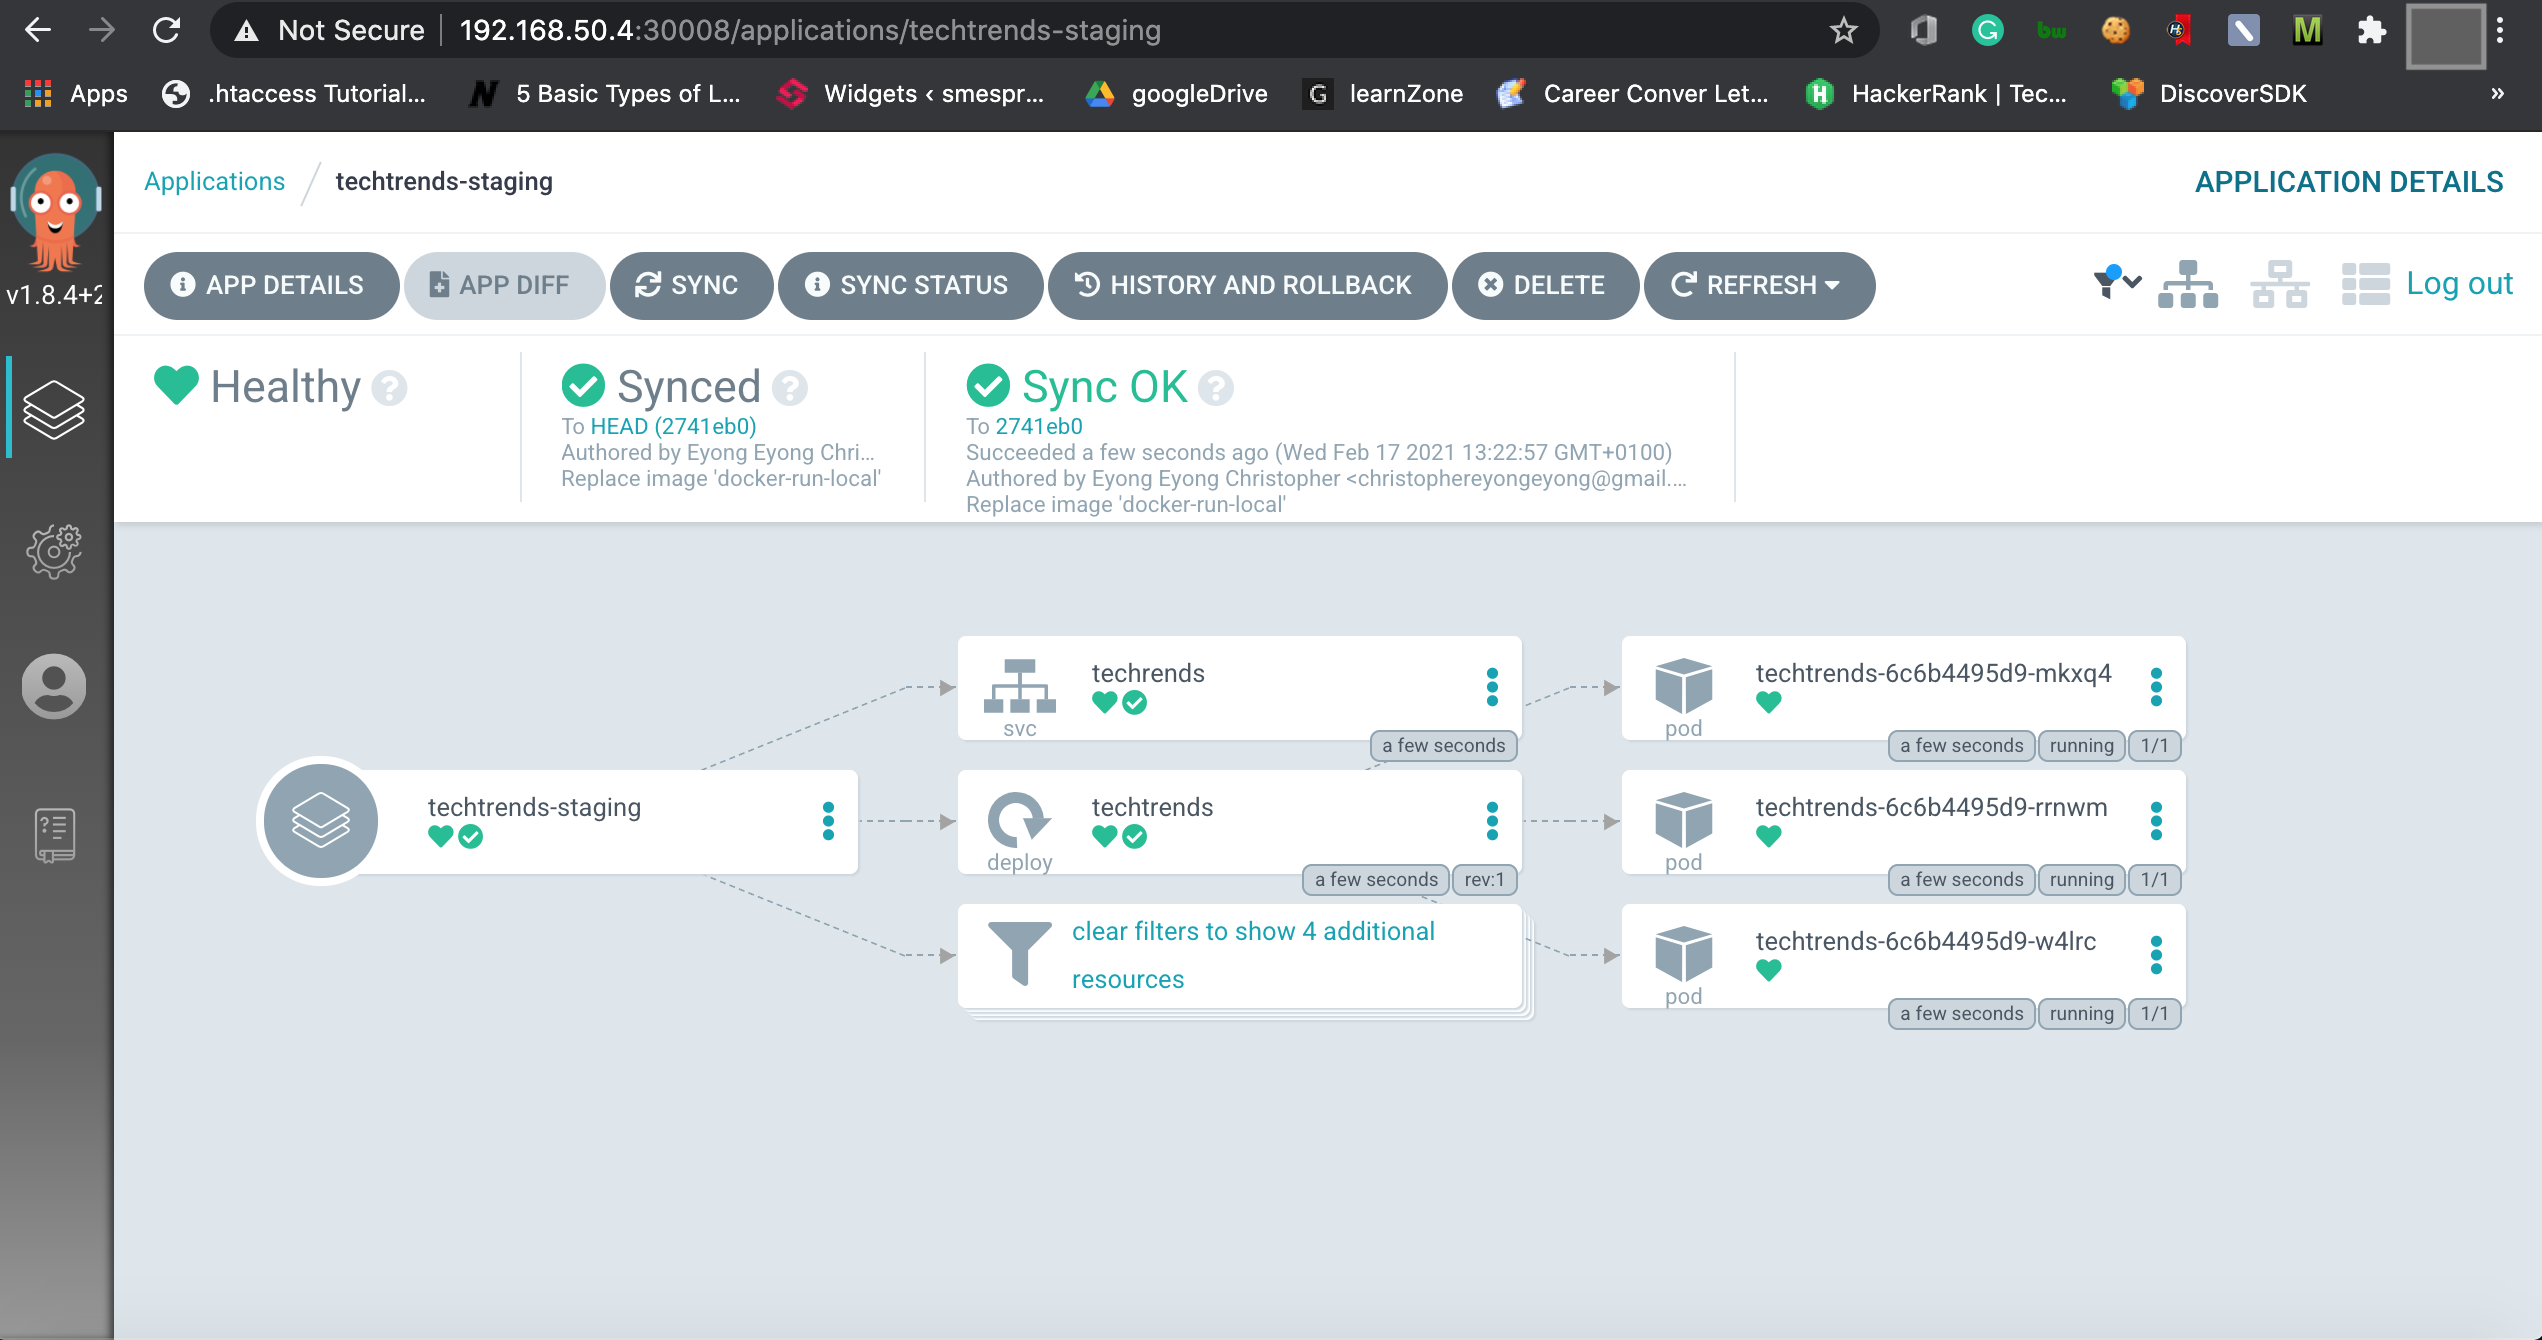 Not Secure
192.168.50.4:30008/applications/techtrends-staging
G
bw
M
Apps
.htaccess Tutorial...
5 Basic Types of L...
Widgets ‹ smespr...
googleDrive
G
learnZone
Career Conver Let...
H
HackerRank | Tec...
DiscoverSDK
»
v1.8.4+2
Applications
techtrends-staging
APPLICATION DETAILS
APP DETAILS
APP DIFF
SYNC
SYNC STATUS
HISTORY AND ROLLBACK
DELETE
REFRESH
Log out
Healthy
Synced
To HEAD (2741eb0)
Authored by Eyong Eyong Chri...
Replace image 'docker-run-local'
Sync OK
To 2741eb0
Succeeded a few seconds ago (Wed Feb 17 2021 13:22:57 GMT+0100)
Authored by Eyong Eyong Christopher <christophereyongeyong@gmail....
Replace image 'docker-run-local'
techtrends-staging
svc
techrends
a few seconds
deploy
techtrends
a few seconds
rev:1
clear filters to show 4 additional
resources
pod
techtrends-6c6b4495d9-mkxq4
a few seconds
running
1/1
pod
techtrends-6c6b4495d9-rrnwm
a few seconds
running
1/1
pod
techtrends-6c6b4495d9-w4lrc
a few seconds
running
1/1